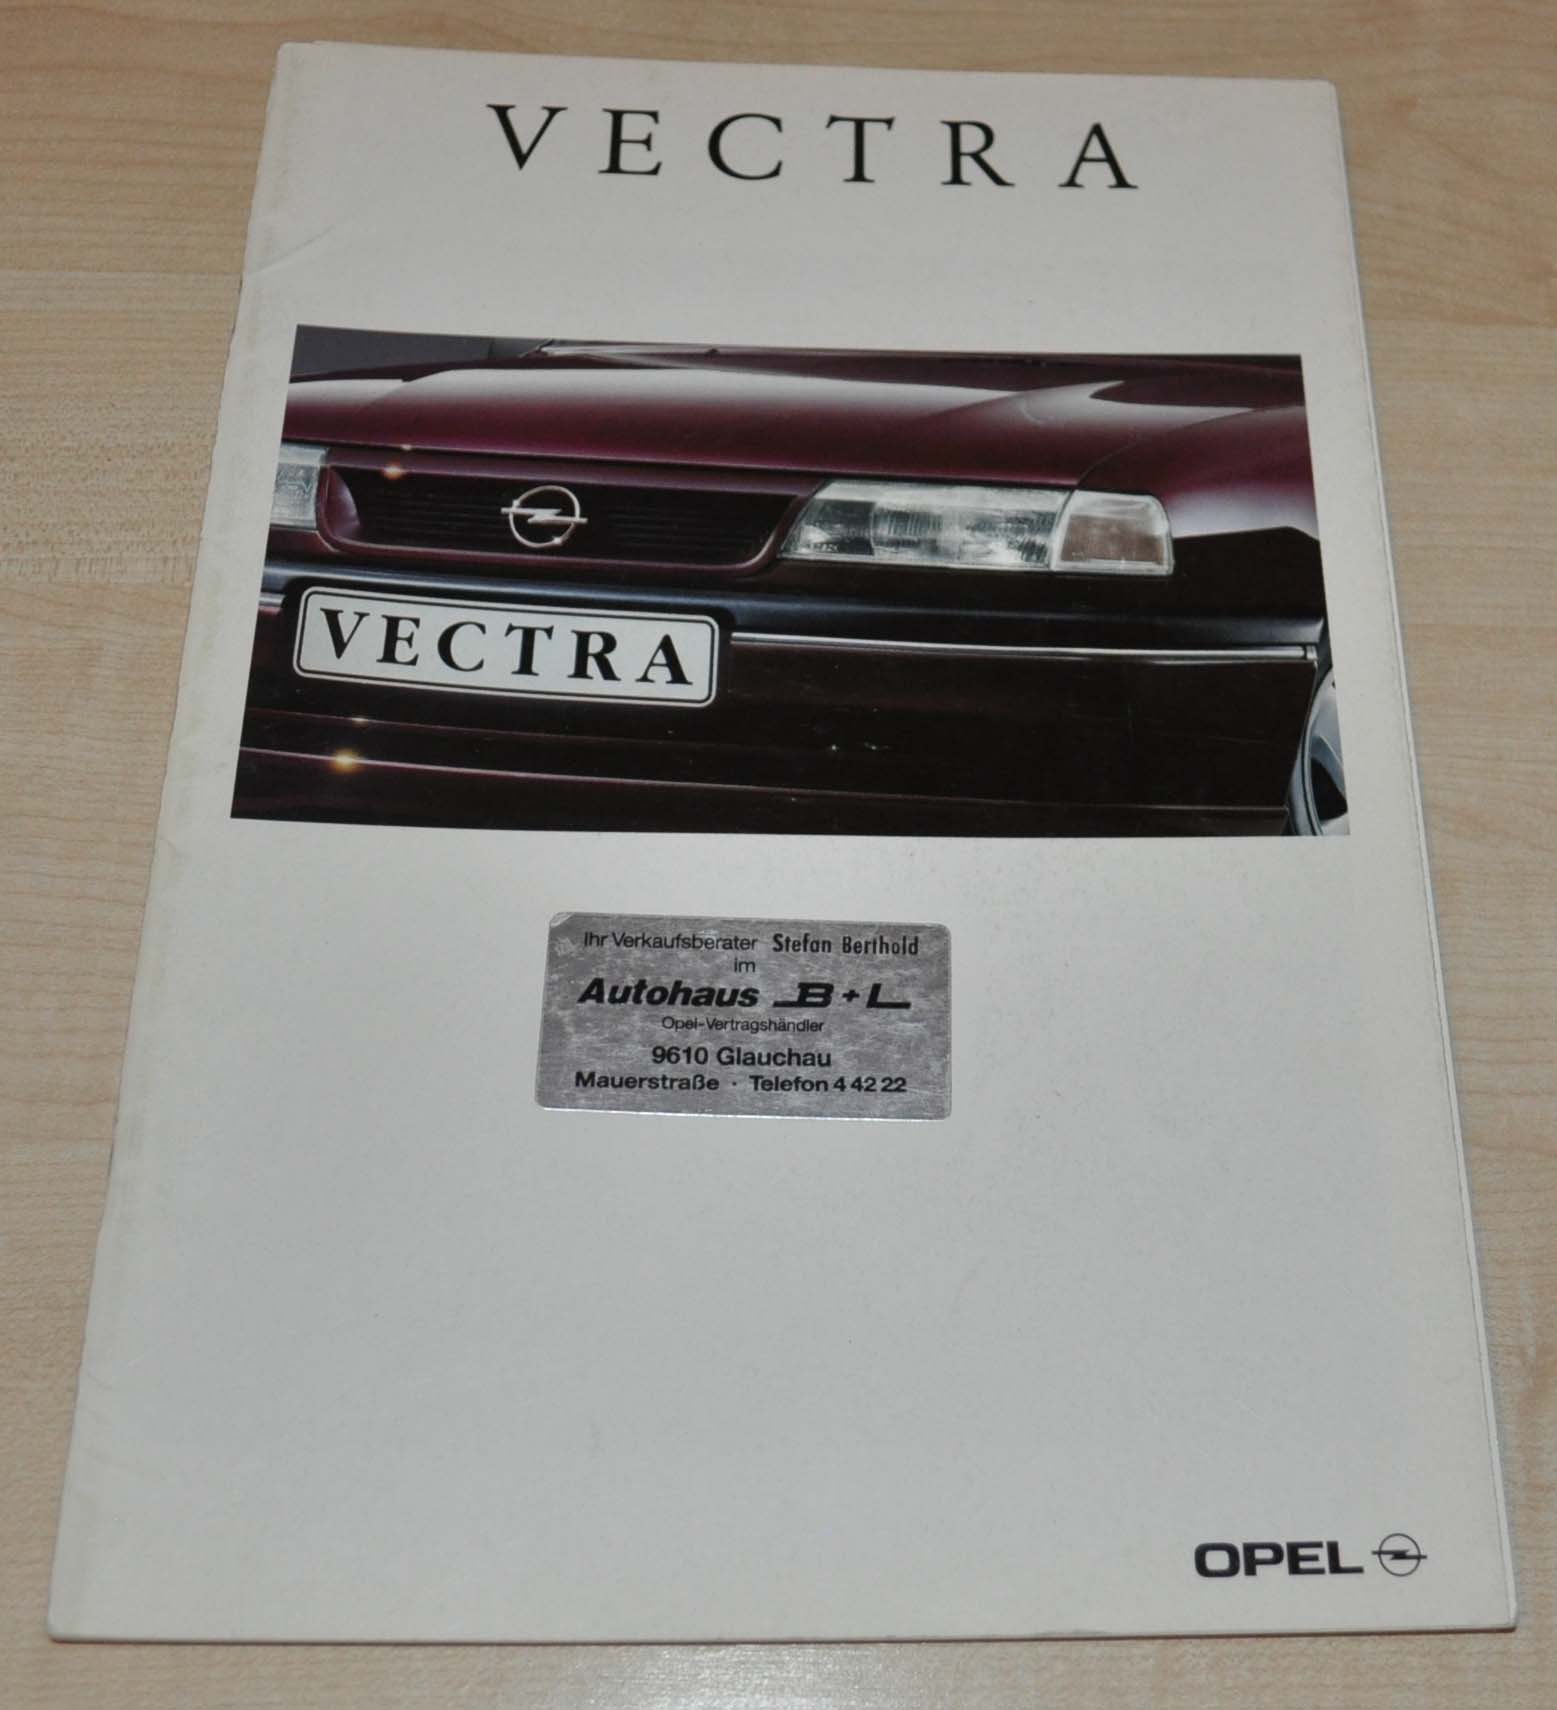 VECTRA
VECTRA
Ihr Verkaufsberater Stefan Berthold
im
Autohaus B+L
Opel-Vertragshändler
9610 Glauchau
Mauerstraße · Telefon 4 42 22
OPEL